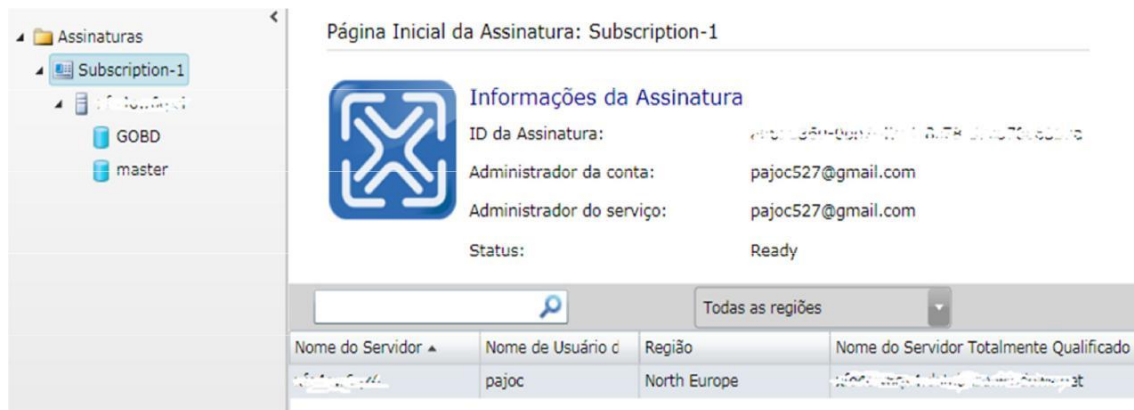 Assinaturas
Subscription-1
GOBD
master
Página Inicial da Assinatura: Subscription-1
Informações da Assinatura
ID da Assinatura:
Administrador da conta: pajoc527@gmail.com
Administrador do serviço: pajoc527@gmail.com
Status: Ready
Todas as regiões
Nome do Servidor Nome de Usuário d Região Nome do Servidor Totalmente Qualificado
pajoc North Europe